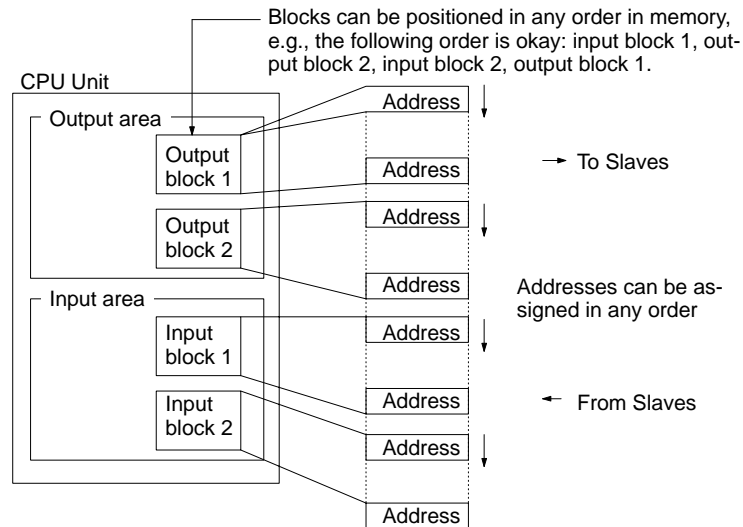 Blocks can be positioned in any order in memory,
e.g., the following order is okay: input block 1, out-
put block 2, input block 2, output block 1.
CPU Unit
Output area
Output
block 1
Output
block 2
Input area
Input
block 1
Input
block 2
Address
Address
Address
Address
Address
Address
Address
Address
→ To Slaves
Addresses can be as-
signed in any order
← From Slaves